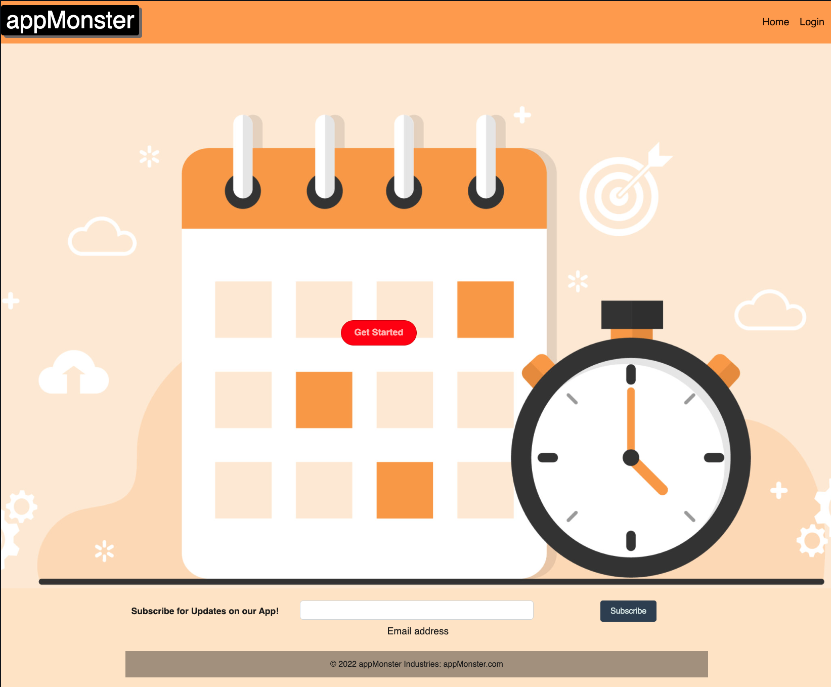 appMonster
Home Login
Get Started
Subscribe for Updates on our App!
Subscribe
Email address
© 2022 appMonster Industries: appMonster.com